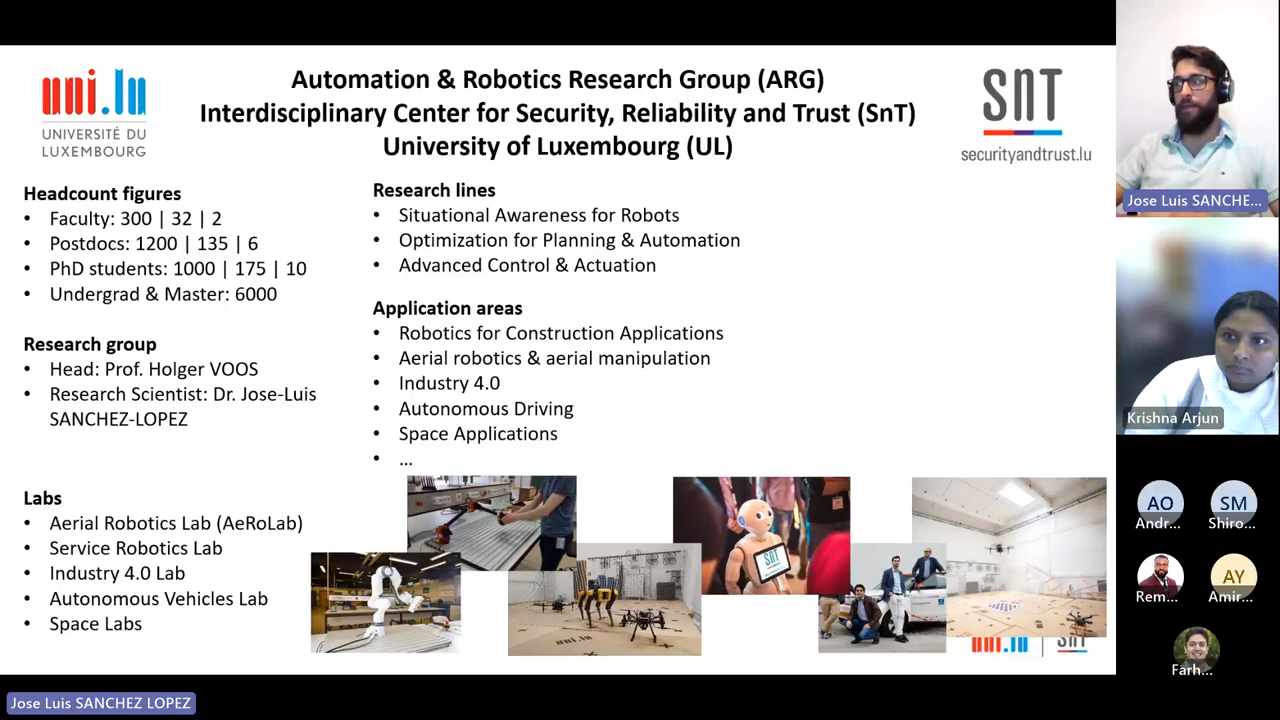 uni.lu
UNIVERSITÉ DU
LUXEMBOURG
Automation & Robotics Research Group (ARG)
Interdisciplinary Center for Security, Reliability and Trust (SnT)
University of Luxembourg (UL)
SnT
securityandtrust.lu
Headcount figures
• Faculty: 300 | 32 | 2
• Postdocs: 1200 | 135 | 6
• PhD students: 1000 | 175 | 10
• Undergrad & Master: 6000
Research group
• Head: Prof. Holger VOOS
• Research Scientist: Dr. Jose-Luis
SANCHEZ-LOPEZ
Labs
• Aerial Robotics Lab (AeRoLab)
• Service Robotics Lab
• Industry 4.0 Lab
• Autonomous Vehicles Lab
• Space Labs
Research lines
• Situational Awareness for Robots
• Optimization for Planning & Automation
• Advanced Control & Actuation
Application areas
• Robotics for Construction Applications
• Aerial robotics & aerial manipulation
• Industry 4.0
• Autonomous Driving
• Space Applications
• ...
SnT
uni.lu
uni.lu
SnT
Jose Luis SANCHE...
Krishna Arjun
AO
Andr...
SM
Shiro...
Rem...
AY
Amir...
Farh...
Jose Luis SANCHEZ LOPEZ